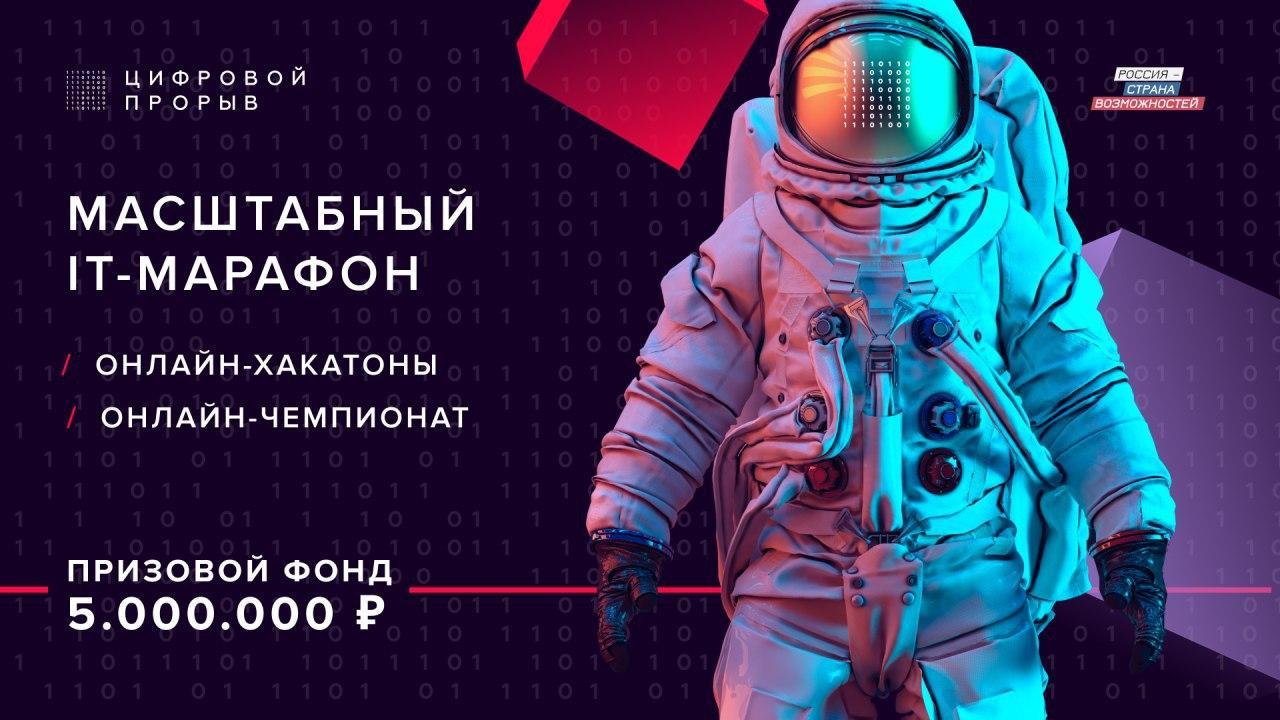 ЦИФРОВОЙ
ПРОРЫВ
РОССИЯ –
СТРАНА
ВОЗМОЖНОСТЕЙ
МАСШТАБНЫЙ
IT-МАРАФОН
/ ОНЛАЙН-ХАКАТОНЫ
/ ОНЛАЙН-ЧЕМПИОНАТ
ПРИЗОВОЙ ФОНД
5.000.000 ₽